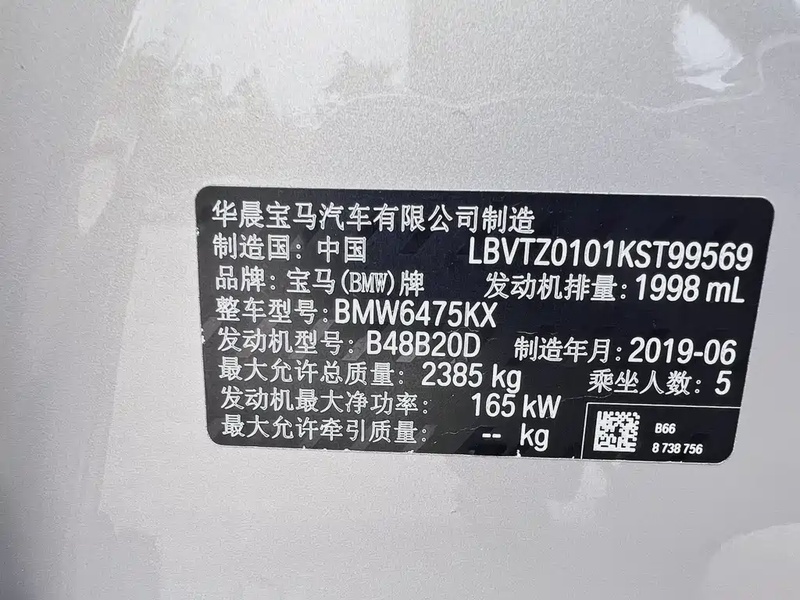 华晨宝马汽车有限公司制造
制造国: 中国 LBVTZ0101KST99569
品牌: 宝马(BMW)牌 发动机排量: 1998 mL
整车型号: BMW6475KX
发动机型号: B48B20D 制造年月: 2019-06
最大允许总质量: 2385 kg 乘坐人数: 5
发动机最大净功率: 165 kW
最大允许牵引质量: -- kg
B66
8 738 756